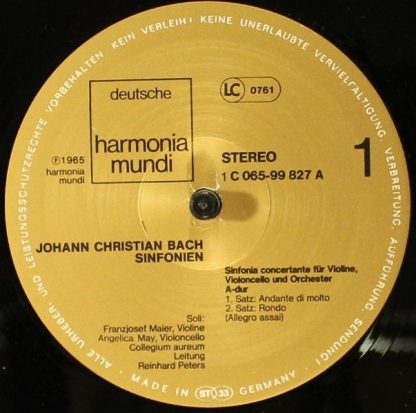 ALLE URHEBER UND LEISTUNGSSCHUTZRECHTE VORBEHALTEN KEIN VERLEIH! KEINE UNERLAUBTE VERVIELFÄLTIGUNG, VERBREITUNG, AUFFÜHRUNG, SENDUNG!
deutsche
harmonia
mundi
LC 0761
℗ 1965
harmonia
mundi
STEREO
1 C 065-99 827 A
1
JOHANN CHRISTIAN BACH
SINFONIEN
Sinfonia concertante für Violine,
Violoncello und Orchester
A-dur
1. Satz: Andante di molto
2. Satz: Rondo
(Allegro assai)
Soli:
Franzjosef Maier, Violine
Angelica May, Violoncello
Collegium aureum
Leitung
Reinhard Peters
MADE IN GERMANY
ST 33